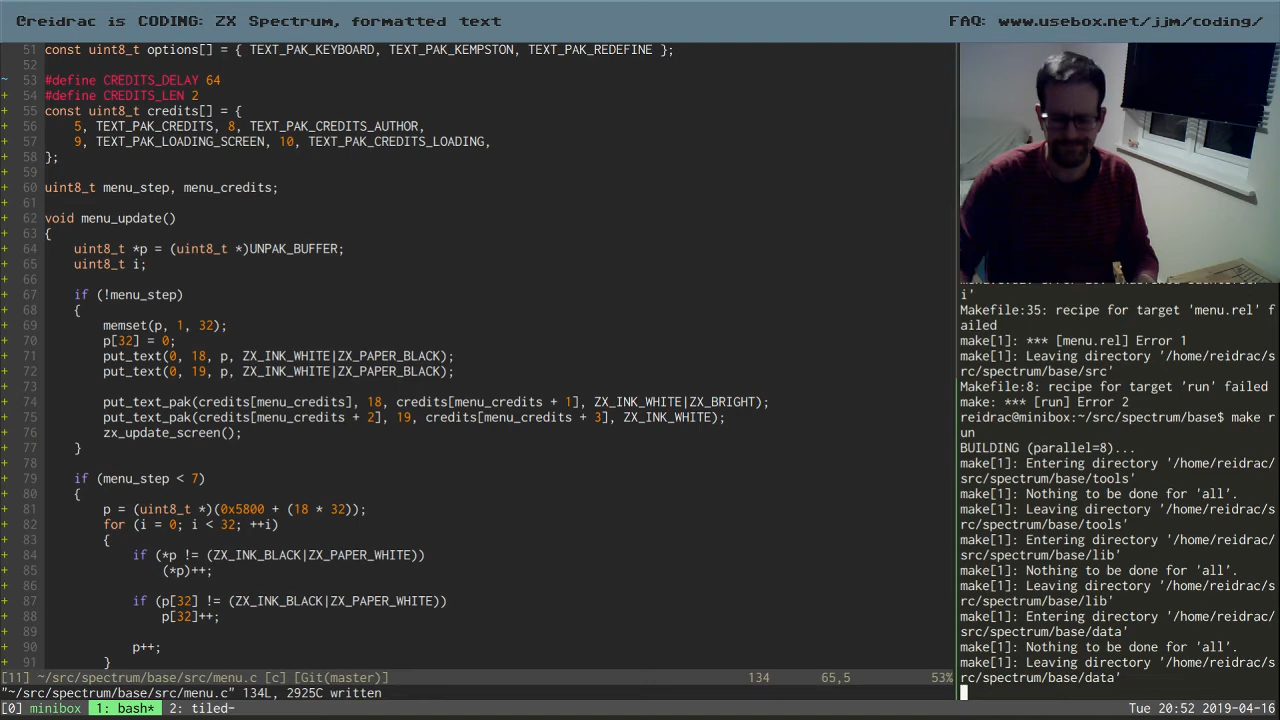 @reidrac is CODING: ZX Spectrum, formatted text
FAQ: www.usebox.net/jjm/coding/
51 const uint8_t options[] = { TEXT_PAK_KEYBOARD, TEXT_PAK_KEMPSTON, TEXT_PAK_REDEFINE };
52
~ 53 #define CREDITS_DELAY 64
+ 54 #define CREDITS_LEN 2
+ 55 const uint8_t credits[] = {
+ 56 5, TEXT_PAK_CREDITS, 8, TEXT_PAK_CREDITS_AUTHOR,
+ 57 9, TEXT_PAK_LOADING_SCREEN, 10, TEXT_PAK_CREDITS_LOADING,
+ 58 };
+ 59
+ 60 uint8_t menu_step, menu_credits;
+ 61
+ 62 void menu_update()
+ 63 {
+ 64 uint8_t *p = (uint8_t *)UNPAK_BUFFER;
+ 65 uint8_t i;
+ 66
+ 67 if (!menu_step)
+ 68 {
+ 69 memset(p, 1, 32);
+ 70 p[32] = 0;
+ 71 put_text(0, 18, p, ZX_INK_WHITE|ZX_PAPER_BLACK);
+ 72 put_text(0, 19, p, ZX_INK_WHITE|ZX_PAPER_BLACK);
+ 73
+ 74 put_text_pak(credits[menu_credits], 18, credits[menu_credits + 1], ZX_INK_WHITE|ZX_BRIGHT);
+ 75 put_text_pak(credits[menu_credits + 2], 19, credits[menu_credits + 3], ZX_INK_WHITE);
+ 76 zx_update_screen();
+ 77 }
+ 78
+ 79 if (menu_step < 7)
+ 80 {
+ 81 p = (uint8_t *)(0x5800 + (18 * 32));
+ 82 for (i = 0; i < 32; ++i)
+ 83 {
+ 84 if (*p != (ZX_INK_BLACK|ZX_PAPER_WHITE))
+ 85 (*p)++;
+ 86
+ 87 if (p[32] != (ZX_INK_BLACK|ZX_PAPER_WHITE))
+ 88 p[32]++;
+ 89
+ 90 p++;
+ 91 }
[11] ~/src/spectrum/base/src/menu.c [c] [Git(master)] 134 65,5 53%
"~/src/spectrum/base/src/menu.c" 134L, 2925C written
i'
Makefile:35: recipe for target 'menu.rel' f
ailed
make[1]: *** [menu.rel] Error 1
make[1]: Leaving directory '/home/reidrac/s
rc/spectrum/base/src'
Makefile:8: recipe for target 'run' failed
make: *** [run] Error 2
reidrac@minibox:~/src/spectrum/base$ make r
un
BUILDING (parallel=8)...
make[1]: Entering directory '/home/reidrac/
src/spectrum/base/tools'
make[1]: Nothing to be done for 'all'.
make[1]: Leaving directory '/home/reidrac/s
rc/spectrum/base/tools'
make[1]: Entering directory '/home/reidrac/
src/spectrum/base/lib'
make[1]: Nothing to be done for 'all'.
make[1]: Leaving directory '/home/reidrac/s
rc/spectrum/base/lib'
make[1]: Entering directory '/home/reidrac/
src/spectrum/base/data'
make[1]: Nothing to be done for 'all'.
make[1]: Leaving directory '/home/reidrac/s
rc/spectrum/base/data'
[0] minibox 1: bash* 2: tiled-
Tue 20:52 2019-04-16